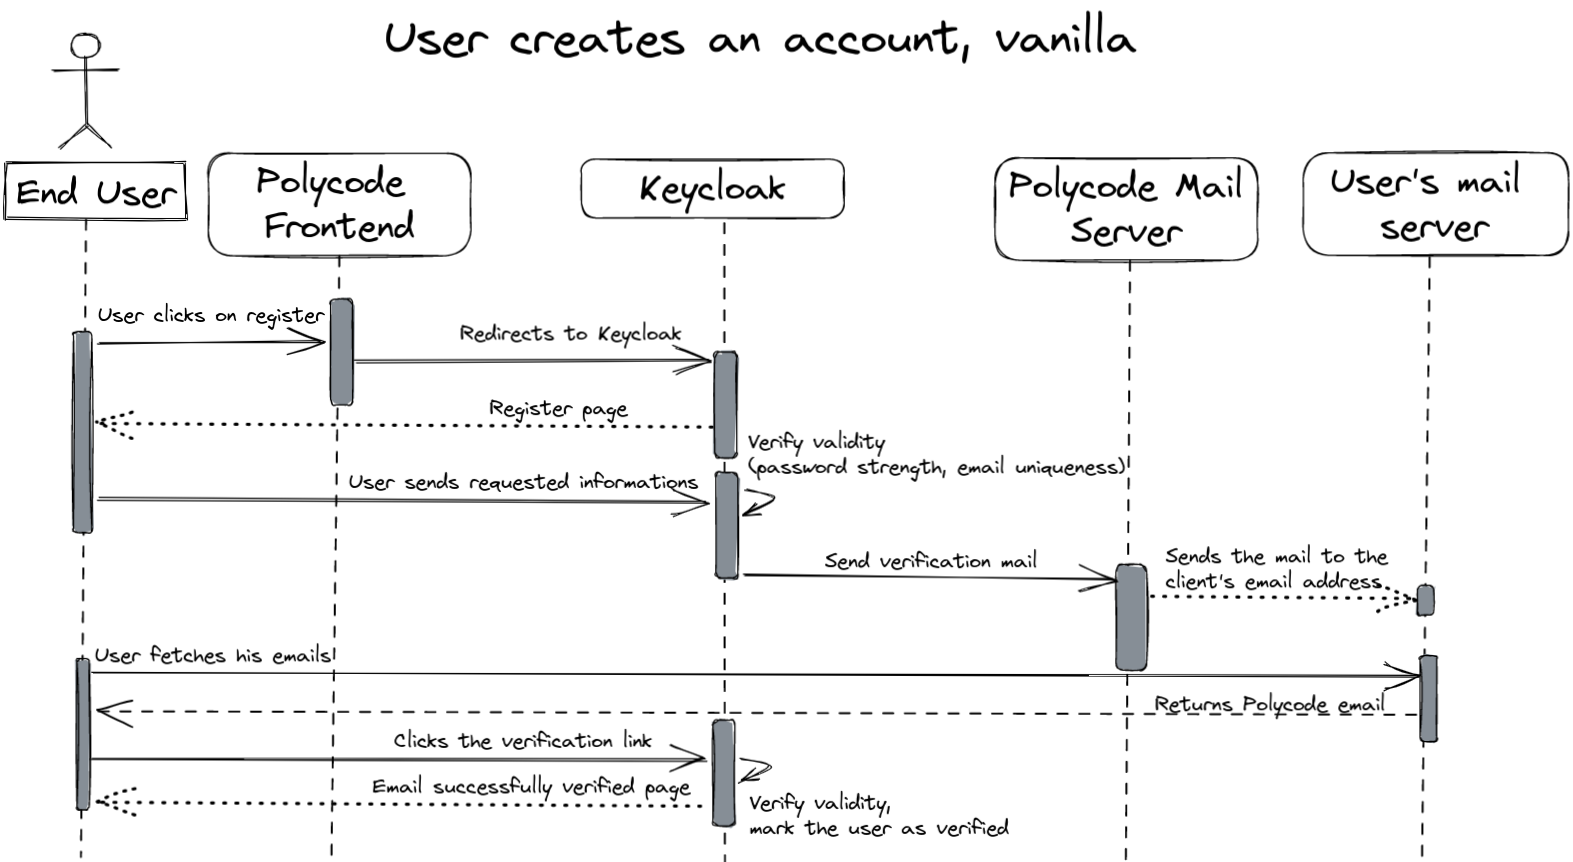 User creates an account, vanilla
End User
Polycode
Frontend
Keycloak
Polycode Mail
Server
User's mail
server
User clicks on register
Redirects to Keycloak
Register page
Verify validity
(password strength, email uniqueness)
User sends requested informations
Send verification mail
Sends the mail to the
client's email address
User fetches his emails
Returns Polycode email
Clicks the verification link
Email successfully verified page
Verify validity,
mark the user as verified